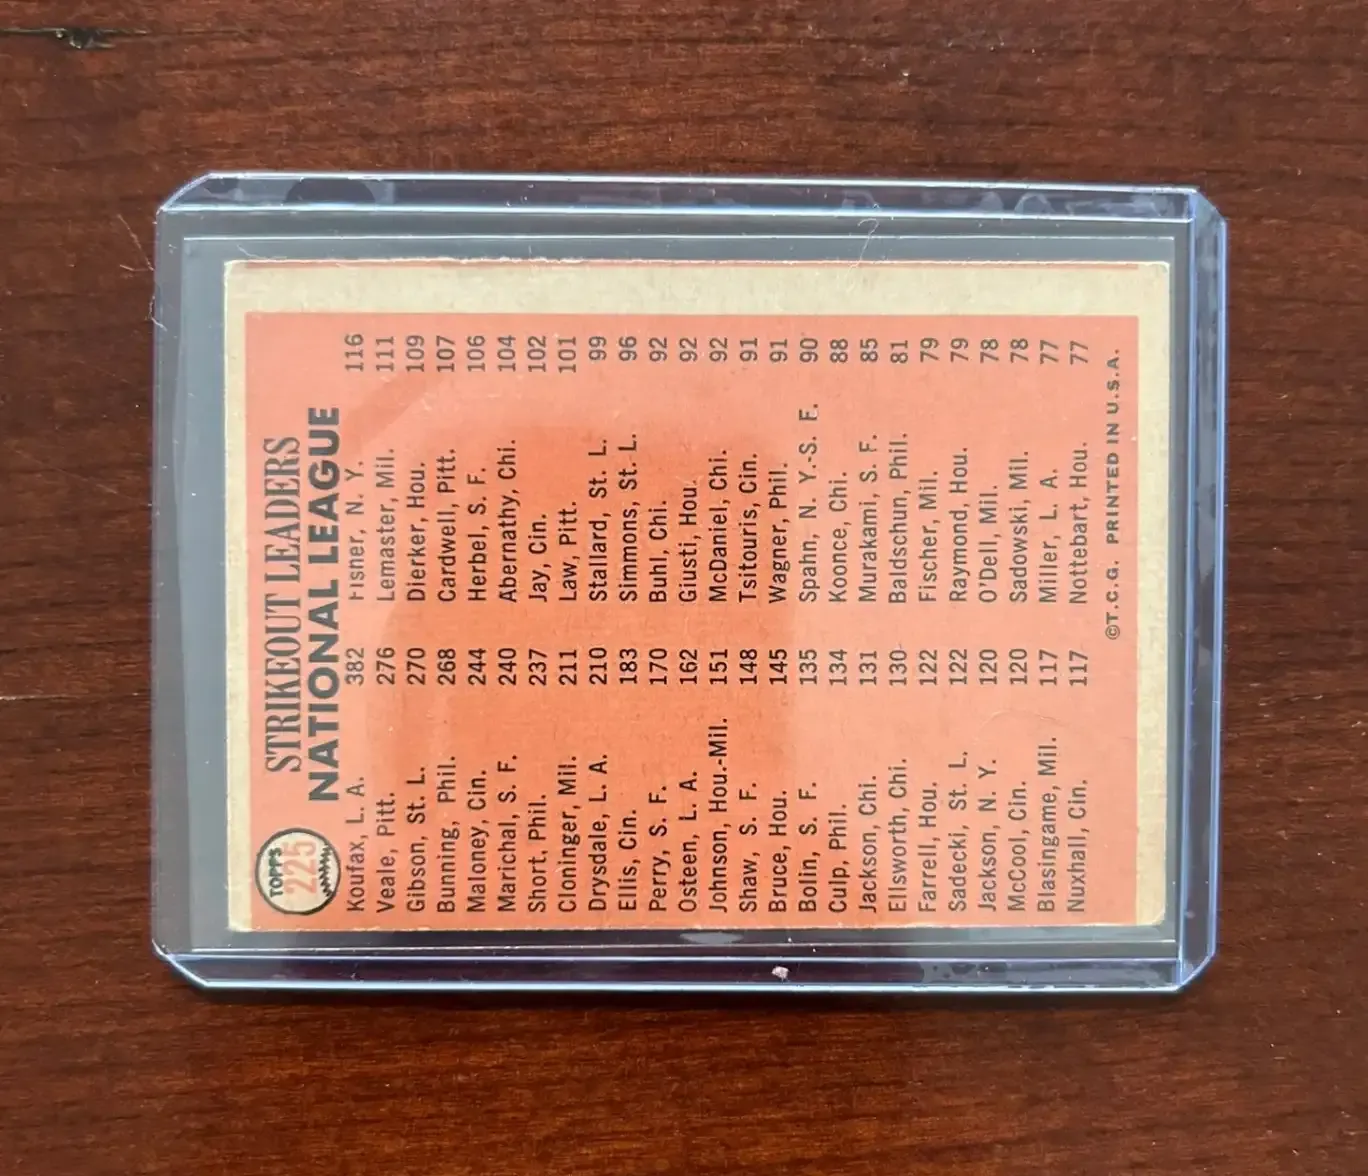 TOPPS
225
STRIKEOUT LEADERS
NATIONAL LEAGUE
Koufax, L. A. 382
Veale, Pitt. 276
Gibson, St. L. 270
Bunning, Phil. 268
Maloney, Cin. 244
Marichal, S. F. 240
Short, Phil. 237
Cloninger, Mil. 211
Drysdale, L. A. 210
Ellis, Cin. 183
Perry, S. F. 170
Osteen, L. A. 162
Johnson, Hou.-Mil. 151
Shaw, S. F. 148
Bruce, Hou. 145
Bolin, S. F. 135
Culp, Phil. 134
Jackson, Chi. 131
Ellsworth, Chi. 130
Farrell, Hou. 122
Sadecki, St. L. 122
Jackson, N. Y. 120
McCool, Cin. 120
Blasingame, Mil. 117
Nuxhall, Cin. 117
Fisner, N. Y. 116
Lemaster, Mil. 111
Dierker, Hou. 109
Cardwell, Pitt. 107
Herbel, S. F. 106
Abernathy, Chi. 104
Jay, Cin. 102
Law, Pitt. 101
Stallard, St. L. 99
Simmons, St. L. 96
Buhl, Chi. 92
Giusti, Hou. 92
McDaniel, Chi. 92
Tsitouris, Cin. 91
Wagner, Phil. 91
Spahn, N. Y.-S. F. 90
Koonce, Chi. 88
Murakami, S. F. 85
Baldschun, Phil. 81
Fischer, Mil. 79
Raymond, Hou. 79
O'Dell, Mil. 78
Sadowski, Mil. 78
Miller, L. A. 77
Nottebart, Hou. 77
©T.C.G. PRINTED IN U.S.A.